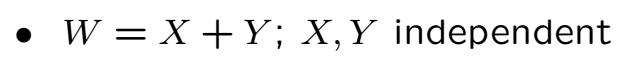 • W = X + Y; X, Y independent